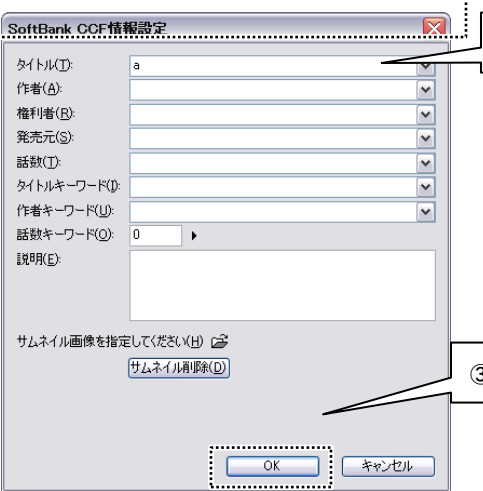 SoftBank CCF情報設定
タイトル(T): a
作者(A):
権利者(R):
発売元(S):
話数(T):
タイトルキーワード(I):
作者キーワード(U):
話数キーワード(O): 0
説明(E):
サムネイル画像を指定してください(H)
サムネイル削除(D)
③
OK キャンセル